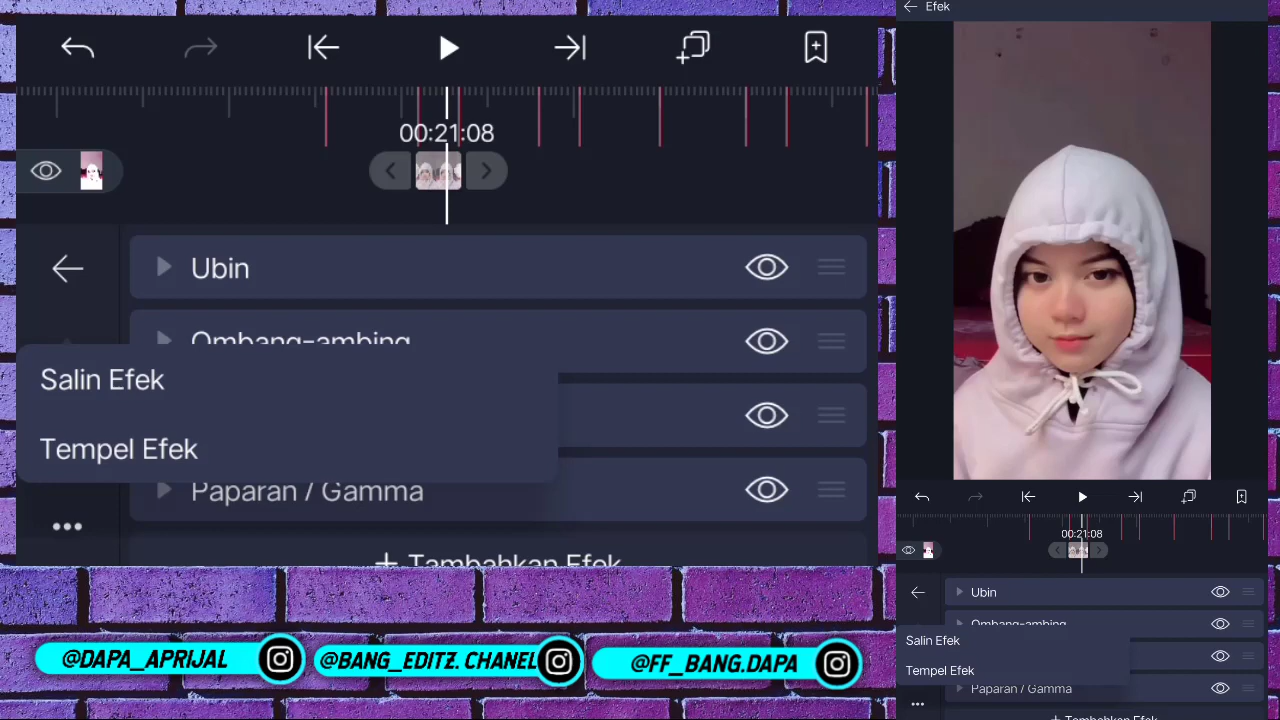 00:21:08
Ubin
Ombang-ambing
Salin Efek
Tempel Efek
Paparan / Gamma
Tambahkan Efek
@DAPA_APRIJAL
@BANG_EDITZ.CHANEL
@FF_BANG.DAPA
Efek
00:21:08
Ubin
Ombang-ambing
Salin Efek
Tempel Efek
Paparan / Gamma
Tambahkan Efek